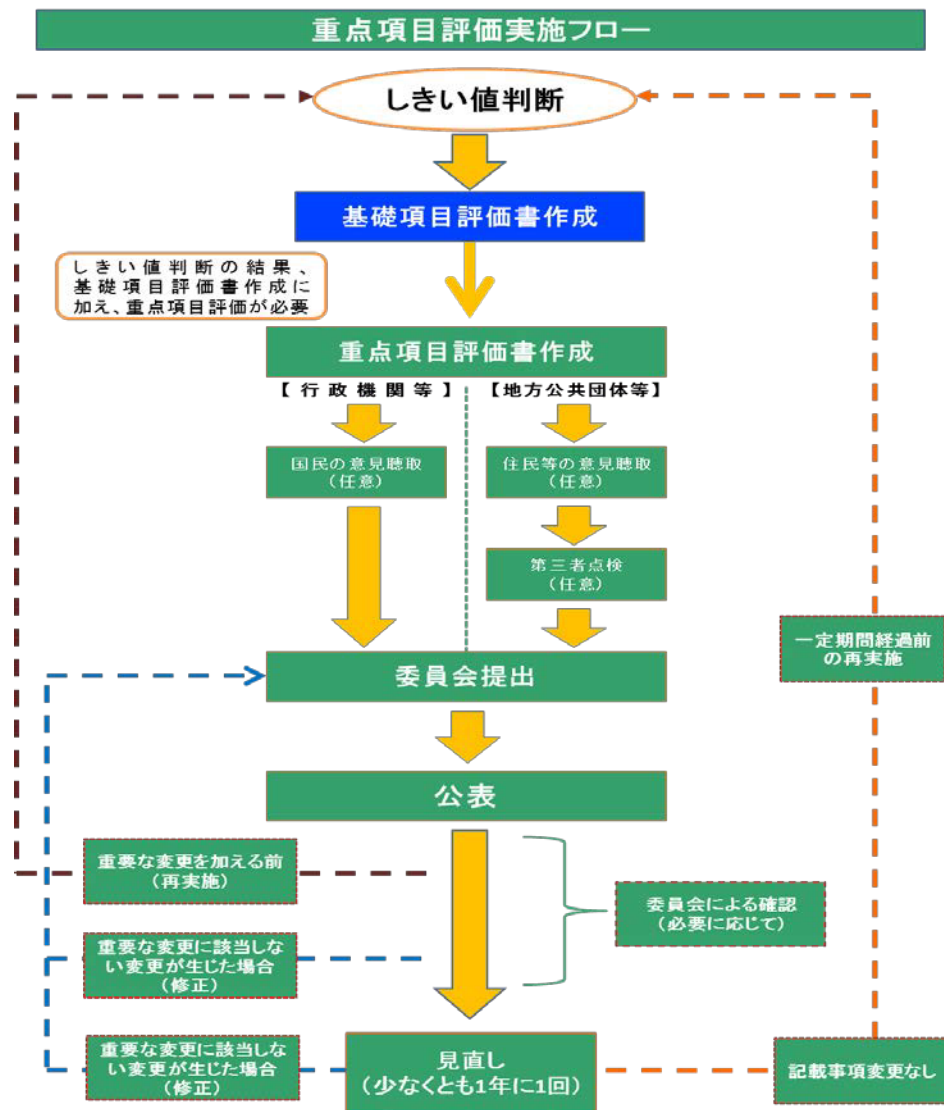 重点項目評価実施フロー
しきい値判断
基礎項目評価書作成
しきい値判断の結果、
基礎項目評価書作成に
加え、重点項目評価が必要
重点項目評価書作成
【行政機関等】
【地方公共団体等】
国民の意見聴取
(任意)
住民等の意見聴取
(任意)
第三者点検
(任意)
一定期間経過前
の再実施
委員会提出
公表
重要な変更を加える前
(再実施)
委員会による確認
(必要に応じて)
重要な変更に該当しな
い変更が生じた場合
(修正)
重要な変更に該当しな
い変更が生じた場合
(修正)
見直し
(少なくとも1年に1回)
記載事項変更なし